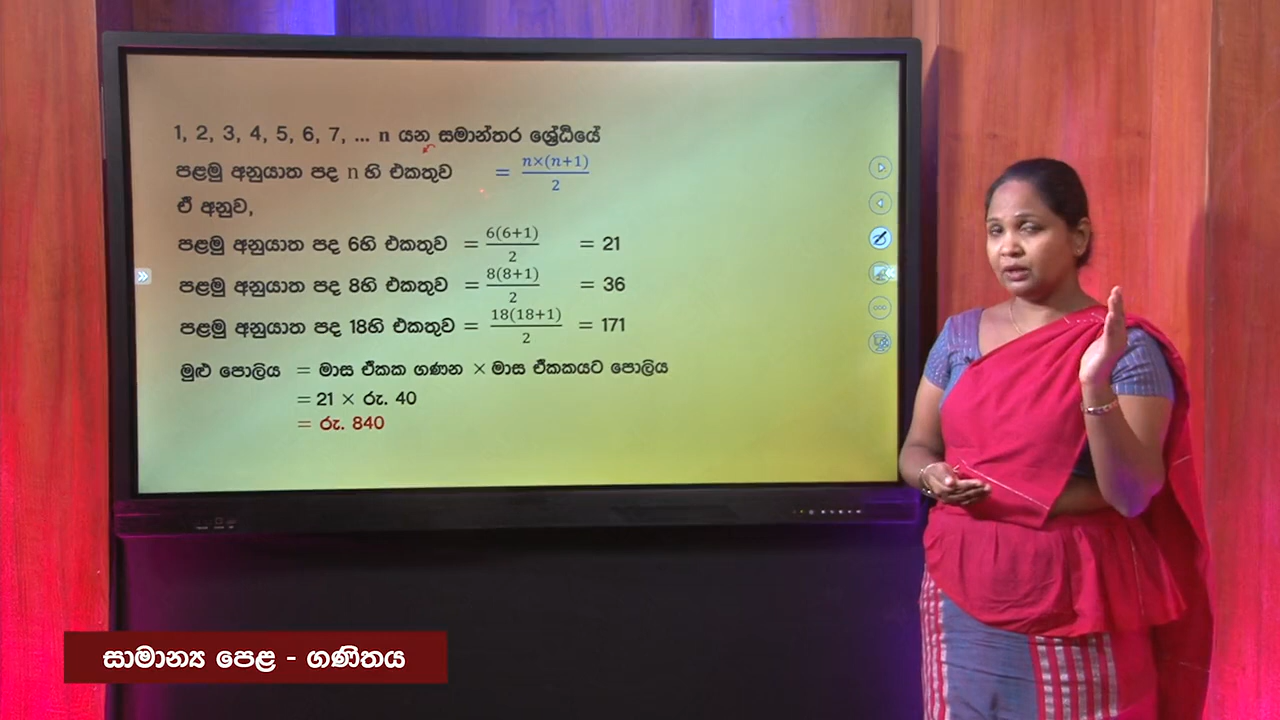 1, 2, 3, 4, 5, 6, 7, ... n යන සමාන්තර ශ්‍රේඪියේ
පළමු අනුයාත පද n හි එකතුව = n×(n+1)/2
ඒ අනුව,
පළමු අනුයාත පද 6හි එකතුව = 6(6+1)/2 = 21
පළමු අනුයාත පද 8හි එකතුව = 8(8+1)/2 = 36
පළමු අනුයාත පද 18හි එකතුව = 18(18+1)/2 = 171
මුළු පොලිය = මාස ඒකක ගණන × මාස ඒකකයට පොලිය
= 21 × රු. 40
= රු. 840
සාමාන්‍ය පෙළ - ගණිතය